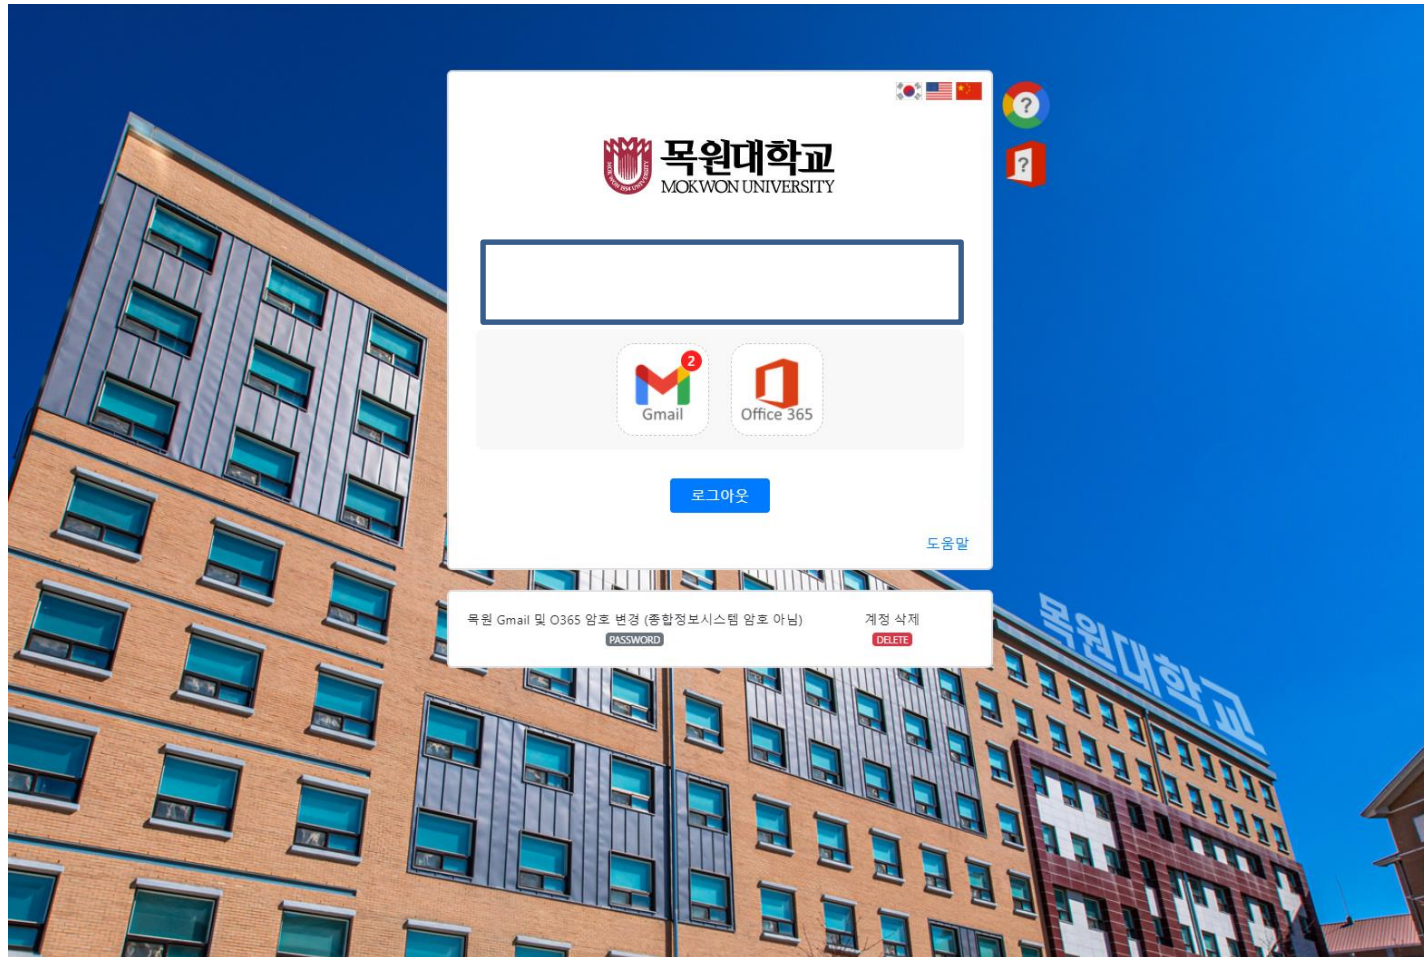 목원대학교
MOKWON UNIVERSITY
2
Gmail
Office 365
로그아웃
도움말
목원 Gmail 및 O365 암호 변경 (종합정보시스템 암호 아님)
PASSWORD
계정 삭제
DELETE
목원대학교
?
?